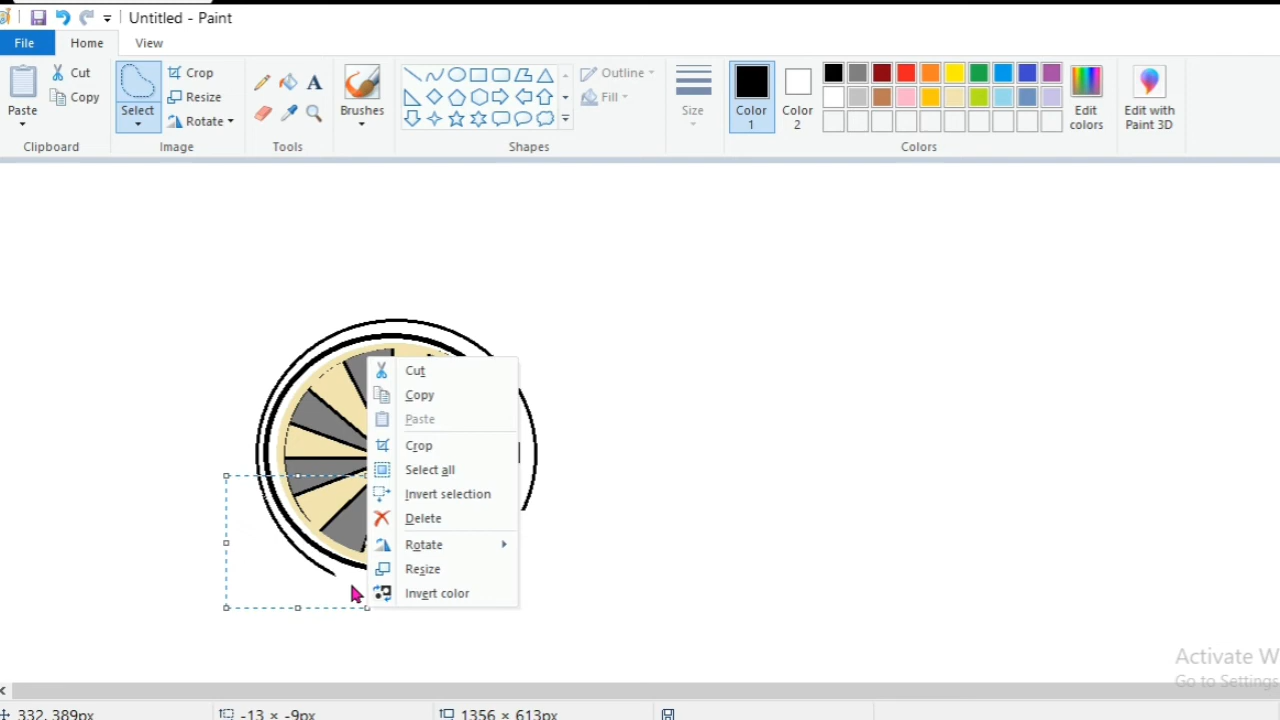 Untitled - Paint
File Home View
Paste Cut Copy Select Crop Resize Rotate Brushes Outline Fill Size Color 1 Color 2 Edit colors Edit with Paint 3D
Clipboard Image Tools Shapes Colors
Cut
Copy
Paste
Crop
Select all
Invert selection
Delete
Rotate
Resize
Invert color
Activate W
Go to Settings
332, 389px -13 × -9px 1356 × 613px